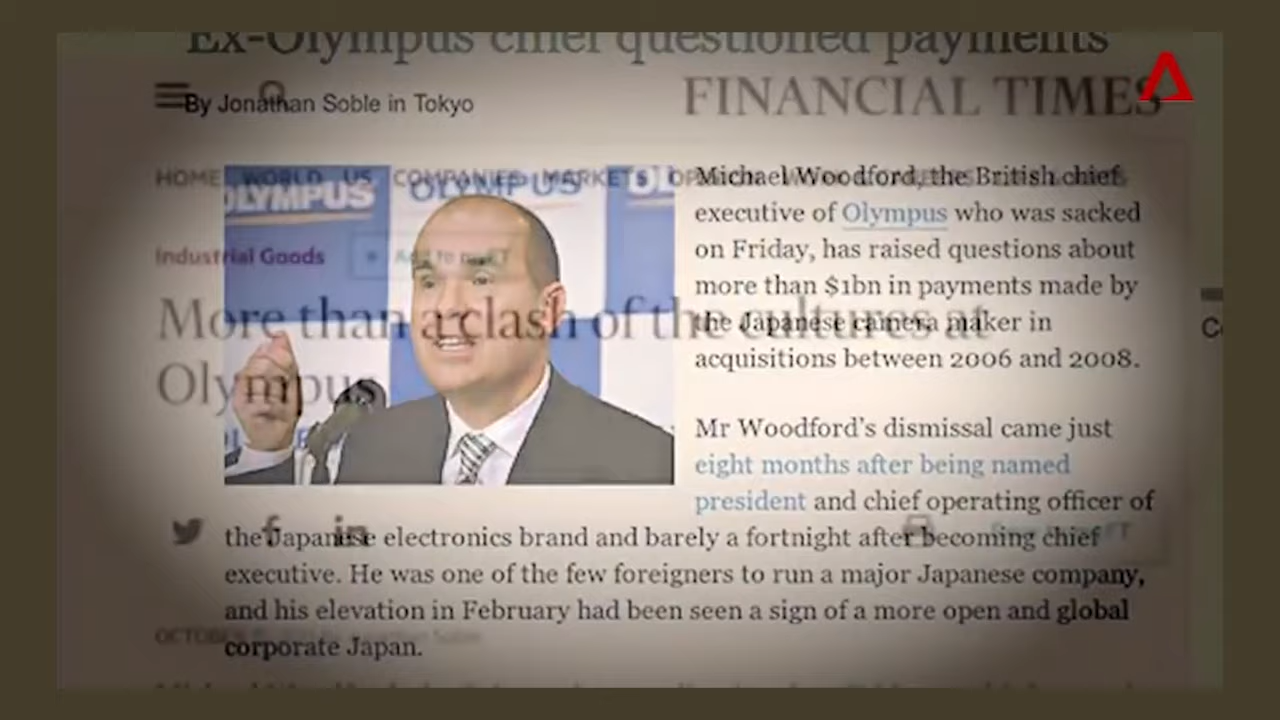 Ex-Olympus chief questioned payments
By Jonathan Soble in Tokyo
FINANCIAL TIMES
HOME WORLD US COMPANIES MARKETS
OLYMPUS
OLYMPUS
Industrial Goods
Add to myFT
More than a clash of the cultures at
Olympus
Michael Woodford, the British chief
executive of Olympus who was sacked
on Friday, has raised questions about
more than $1bn in payments made by
the Japanese camera maker in
acquisitions between 2006 and 2008.
Mr Woodford's dismissal came just
eight months after being named
president and chief operating officer of
the Japanese electronics brand and barely a fortnight after becoming chief
executive. He was one of the few foreigners to run a major Japanese company,
and his elevation in February had been seen a sign of a more open and global
corporate Japan.